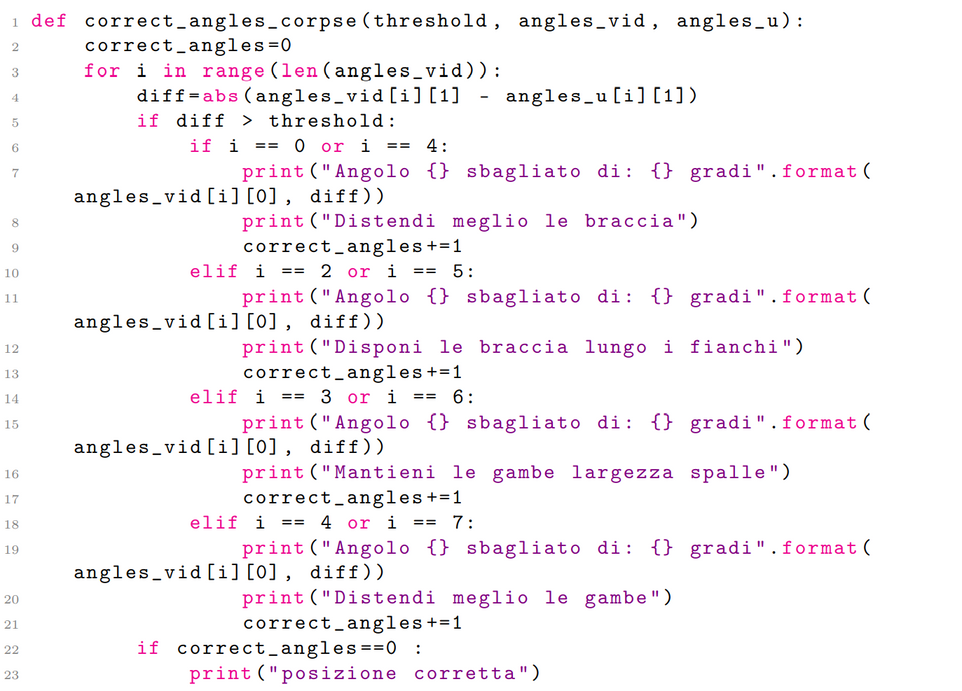 1 def correct_angles_corpse(threshold, angles_vid, angles_u):
2     correct_angles=0
3     for i in range(len(angles_vid)):
4         diff=abs(angles_vid[i][1] - angles_u[i][1])
5         if diff > threshold:
6             if i == 0 or i == 4:
7                 print("Angolo {} sbagliato di: {} gradi".format(
angles_vid[i][0], diff))
8                 print("Distendi meglio le braccia")
9                 correct_angles+=1
10             elif i == 2 or i == 5:
11                 print("Angolo {} sbagliato di: {} gradi".format(
angles_vid[i][0], diff))
12                 print("Disponi le braccia lungo i fianchi")
13                 correct_angles+=1
14             elif i == 3 or i == 6:
15                 print("Angolo {} sbagliato di: {} gradi".format(
angles_vid[i][0], diff))
16                 print("Mantieni le gambe largezza spalle")
17                 correct_angles+=1
18             elif i == 4 or i == 7:
19                 print("Angolo {} sbagliato di: {} gradi".format(
angles_vid[i][0], diff))
20                 print("Distendi meglio le gambe")
21                 correct_angles+=1
22         if correct_angles==0 :
23             print("posizione corretta")